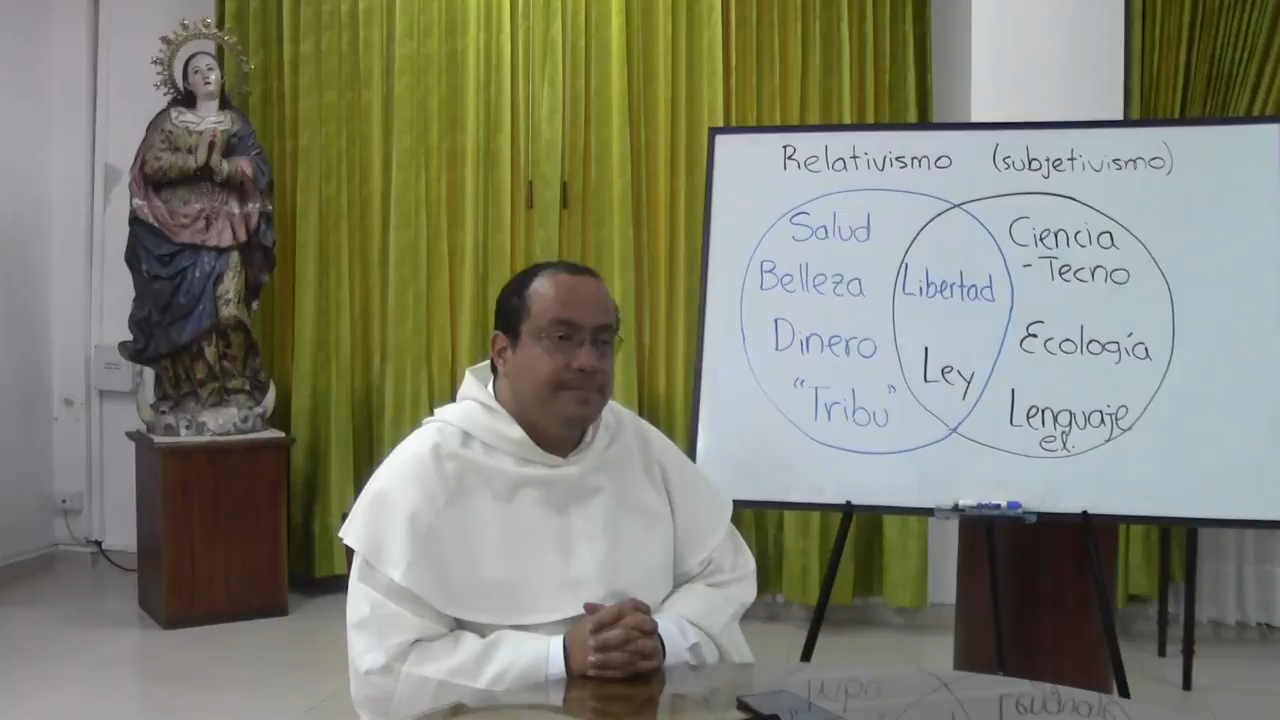 Relativismo (subjetivismo)
Salud
Belleza
Dinero
"Tribu"
Libertad
Ley
Ciencia
- Tecno
Ecología
Lenguaje
el.